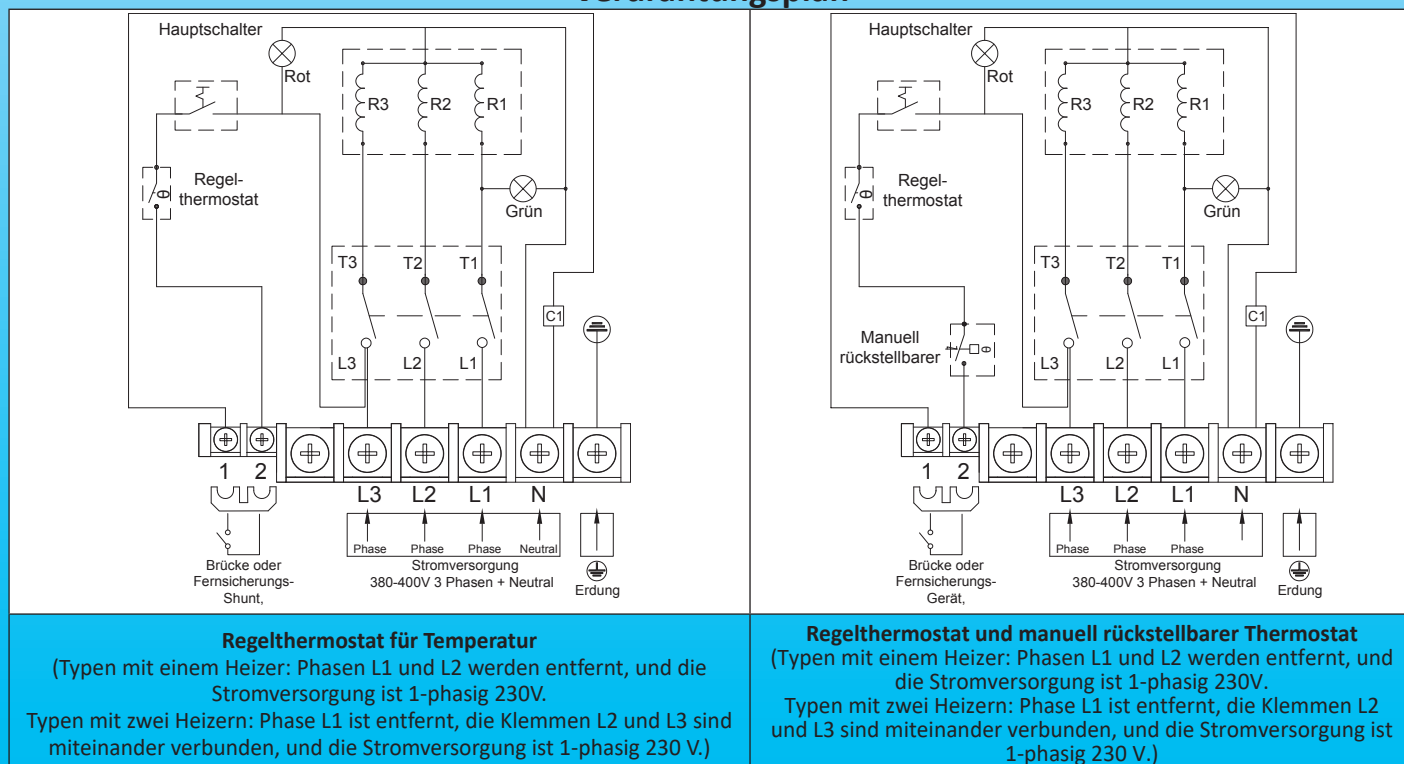 Hauptschalter
Rot
R3 R2 R1
Regel-
thermostat
θ
Grün
T3 T2 T1
C1
L3 L2 L1
1 2 L3 L2 L1 N
Phase Phase Phase Neutral
Brücke oder
Fernsicherungs-
Shunt,
Stromversorgung
380-400V 3 Phasen + Neutral
Erdung
Regelthermostat für Temperatur
(Typen mit einem Heizer: Phasen L1 und L2 werden entfernt, und die
Stromversorgung ist 1-phasig 230V.
Typen mit zwei Heizern: Phase L1 ist entfernt, die Klemmen L2 und L3 sind
miteinander verbunden, und die Stromversorgung ist 1-phasig 230 V.)
Hauptschalter
Rot
R3 R2 R1
Regel-
thermostat
θ
Grün
T3 T2 T1
C1
Manuell
rückstellbarer
θ
L3 L2 L1
1 2 L3 L2 L1 N
Phase Phase Phase
Brücke oder
Fernsicherungs-
Gerät,
Stromversorgung
380-400V 3 Phasen + Neutral
Erdung
Regelthermostat und manuell rückstellbarer Thermostat
(Typen mit einem Heizer: Phasen L1 und L2 werden entfernt, und
die Stromversorgung ist 1-phasig 230V.
Typen mit zwei Heizern: Phase L1 ist entfernt, die Klemmen L2
und L3 sind miteinander verbunden, und die Stromversorgung ist
1-phasig 230 V.)